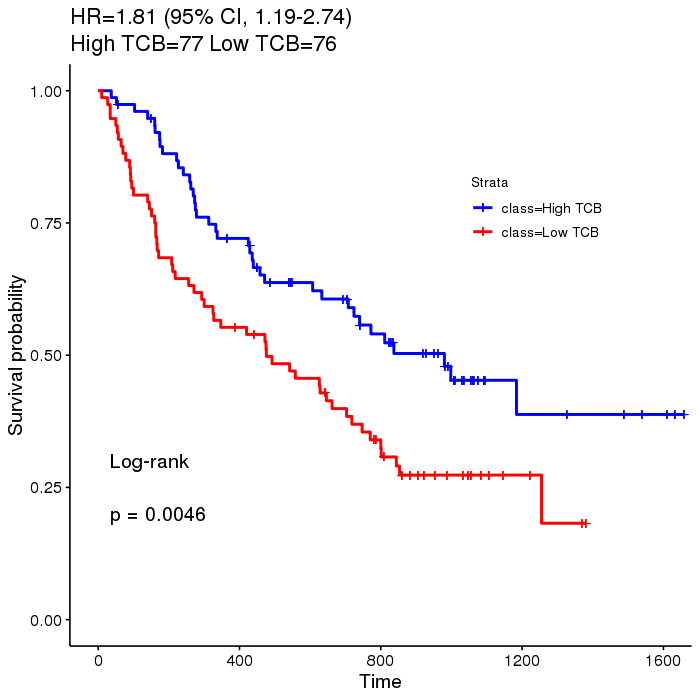 HR=1.81 (95% CI, 1.19-2.74)
High TCB=77 Low TCB=76
Survival probability
1.00
0.75
0.50
0.25
0.00
Strata
class=High TCB
class=Low TCB
Log-rank
p = 0.0046
0 400 800 1200 1600
Time